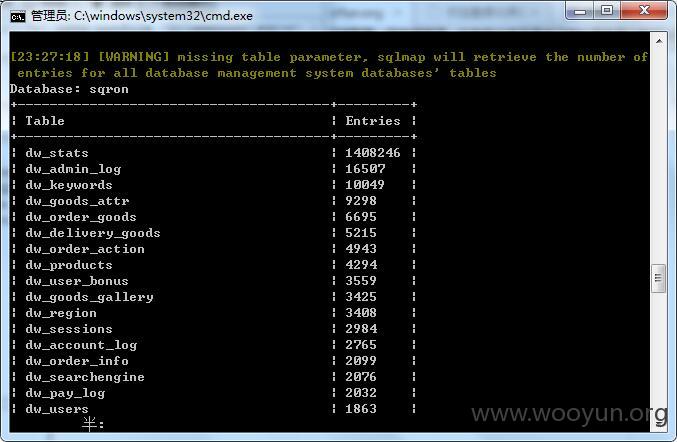 管理员: C:\windows\system32\cmd.exe
[23:27:18] [WARNING] missing table parameter, sqlmap will retrieve the number of
entries for all database management system databases' tables
Database: sqron
| Table | Entries |
| dw_stats | 1408246 |
| dw_admin_log | 16507 |
| dw_keywords | 10049 |
| dw_goods_attr | 9298 |
| dw_order_goods | 6695 |
| dw_delivery_goods | 5215 |
| dw_order_action | 4943 |
| dw_products | 4294 |
| dw_user_bonus | 3559 |
| dw_goods_gallery | 3425 |
| dw_region | 3408 |
| dw_sessions | 2984 |
| dw_account_log | 2765 |
| dw_order_info | 2099 |
| dw_searchengine | 2076 |
| dw_pay_log | 2032 |
| dw_users | 1863 |
半:
www.wooyun.org